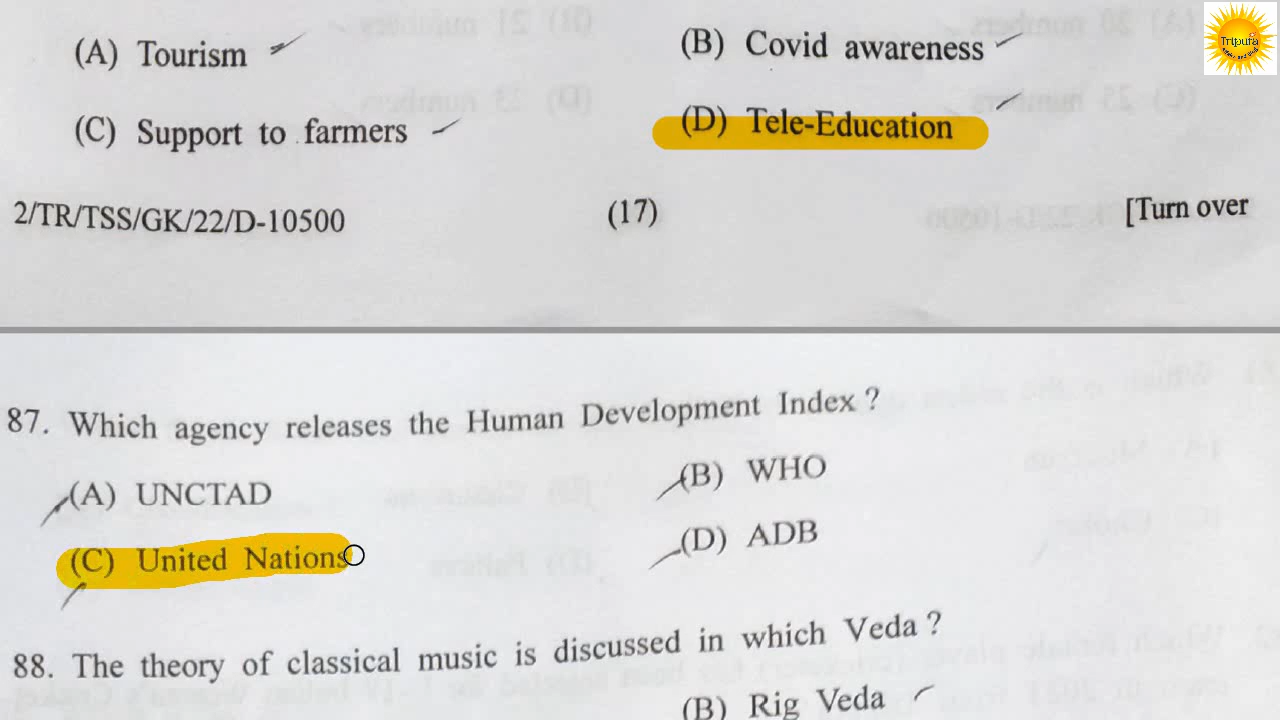 (A) Tourism (B) Covid awareness
(C) Support to farmers (D) Tele-Education
2/TR/TSS/GK/22/D-10500 (17) [Turn over
87. Which agency releases the Human Development Index ?
(A) UNCTAD (B) WHO
(C) United Nations (D) ADB
88. The theory of classical music is discussed in which Veda ?
(B) Rig Veda
Tripura